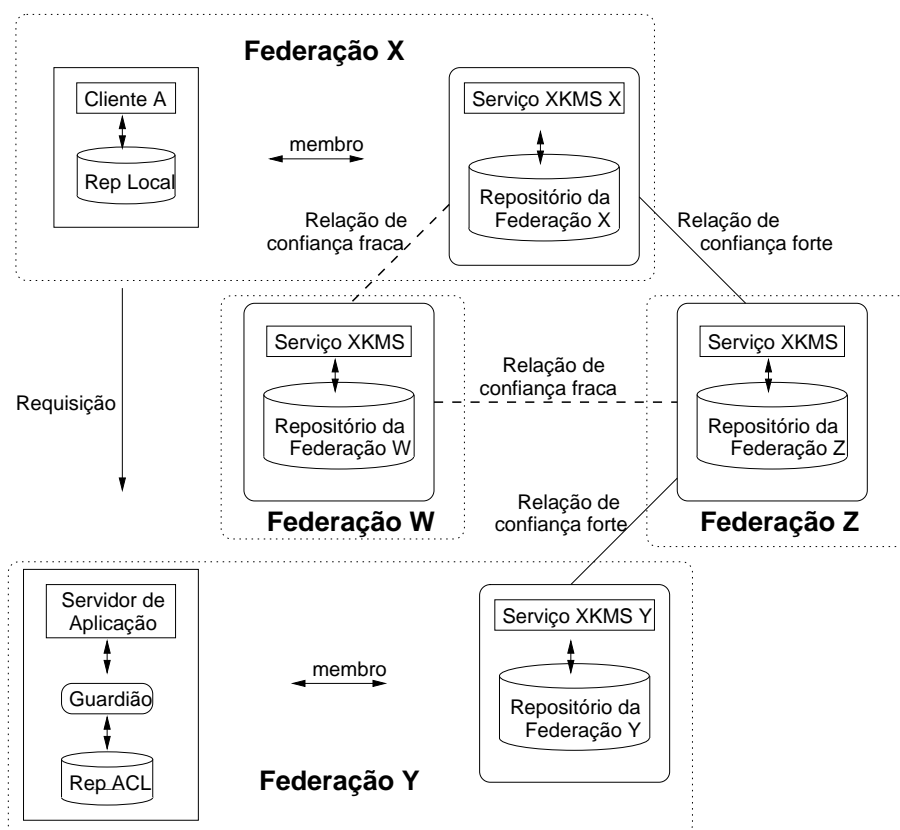 Federação X
Cliente A
Rep Local
membro
Serviço XKMS X
Repositório da
Federação X
Relação de
confiança fraca
Relação de
confiança forte
Requisição
Serviço XKMS
Repositório da
Federação W
Federação W
Relação de
confiança fraca
Serviço XKMS
Repositório da
Federação Z
Federação Z
Relação de
confiança forte
Servidor de
Aplicação
Guardião
Rep_ACL
membro
Serviço XKMS Y
Repositório da
Federação Y
Federação Y